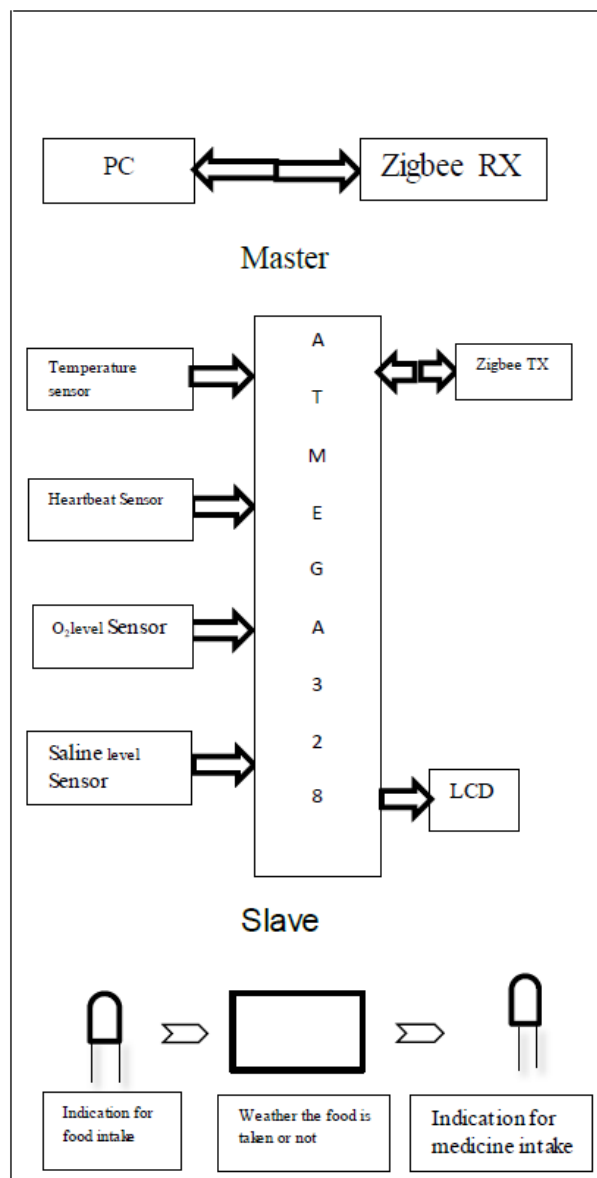 PC
Zigbee RX
Master
A
T
M
E
G
A
3
2
8
Temperature
sensor
Zigbee TX
Heartbeat Sensor
O₂level Sensor
Saline level
Sensor
LCD
Slave
Indication for
food intake
Weather the food is
taken or not
Indication for
medicine intake